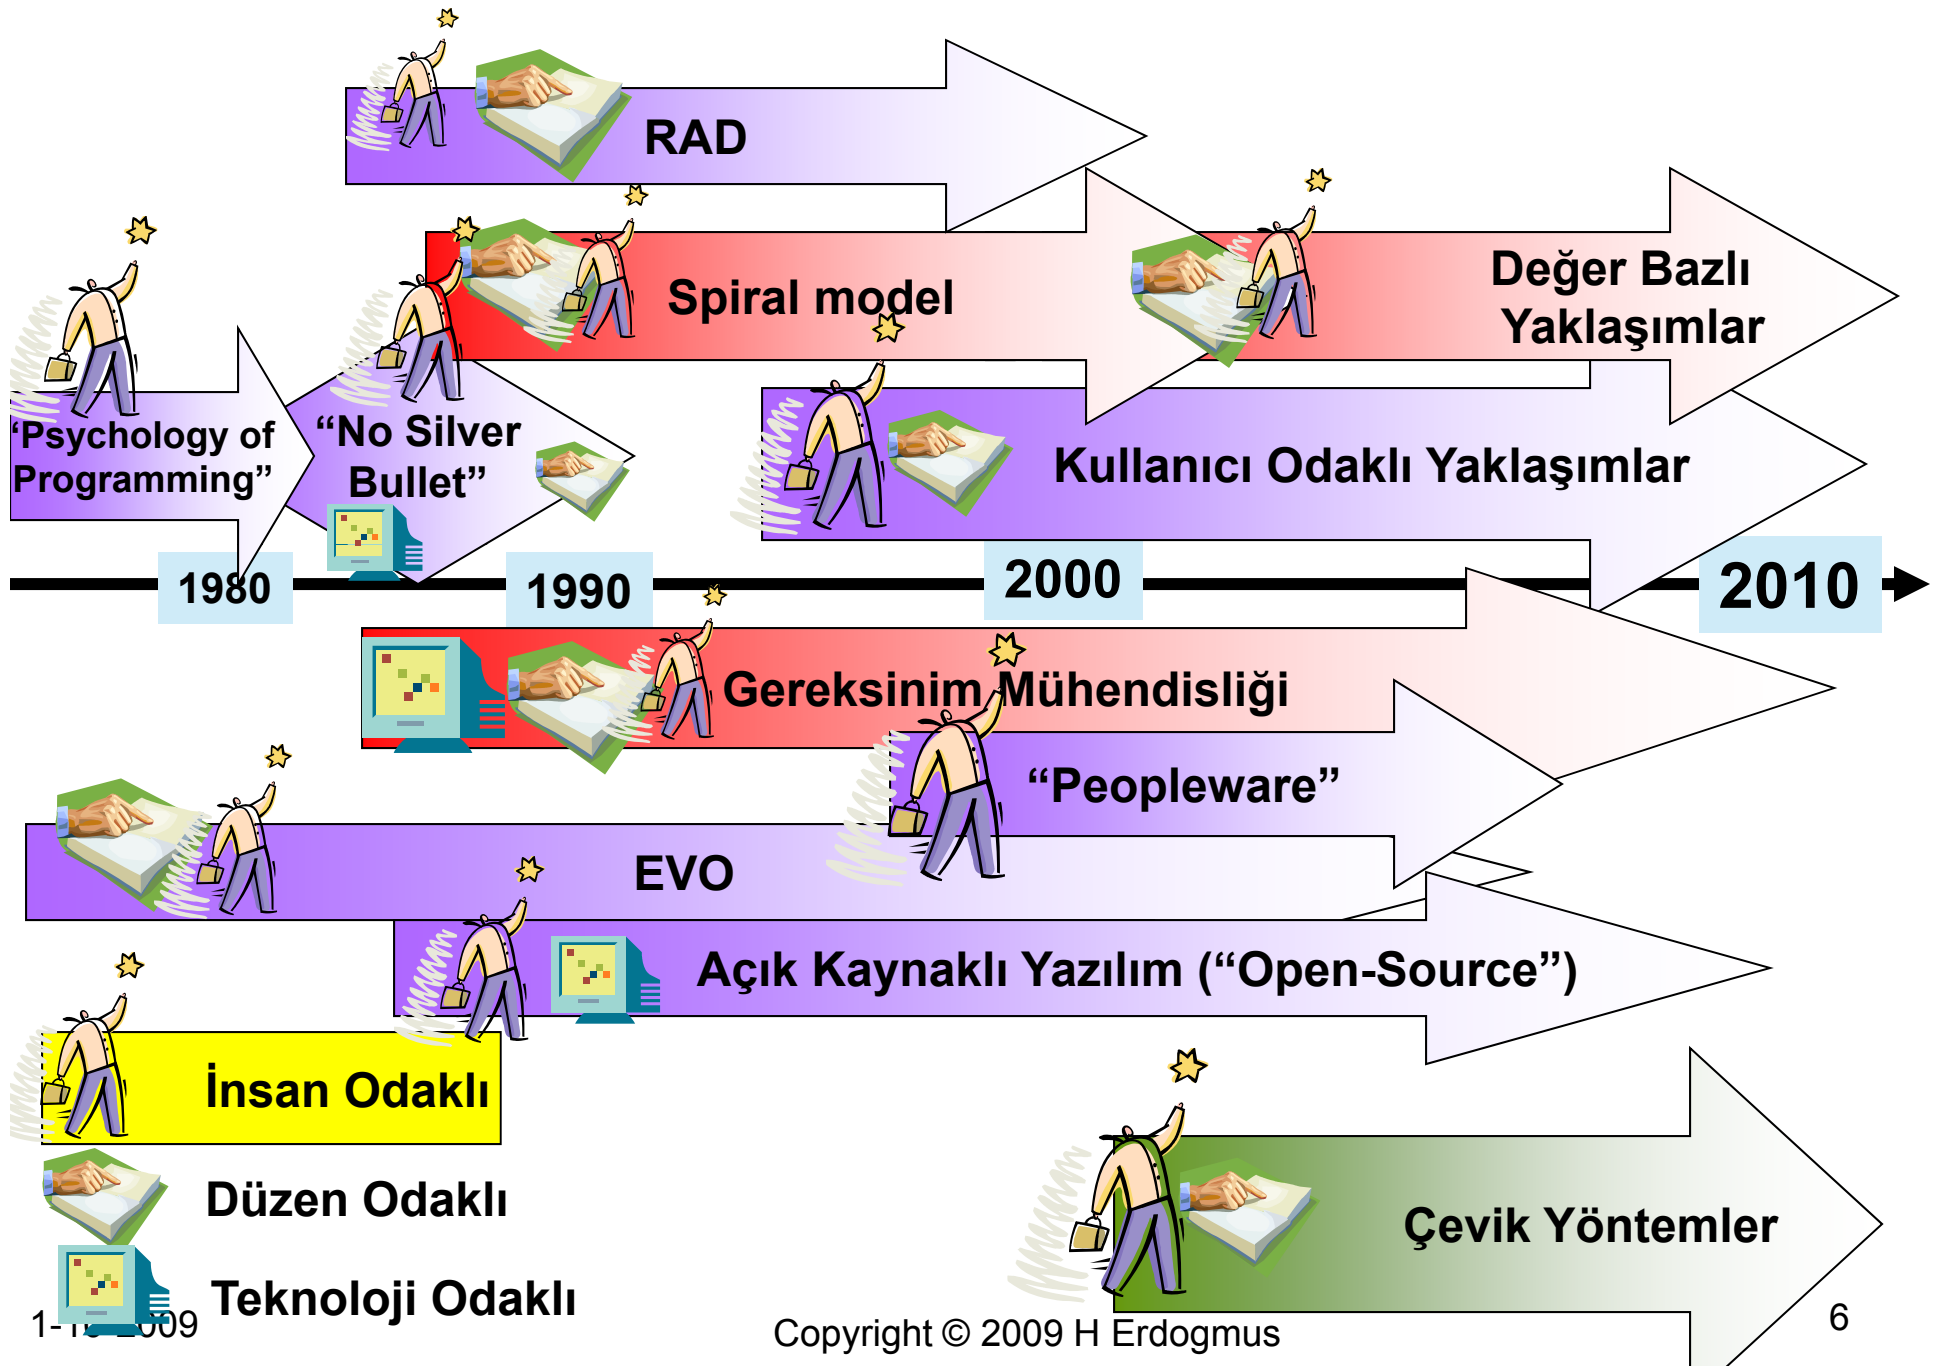 RAD
Spiral model
Değer Bazlı
Yaklaşımlar
“Psychology of
Programming”
“No Silver
Bullet”
Kullanıcı Odaklı Yaklaşımlar
1980
1990
2000
2010
Gereksinim Mühendisliği
“Peopleware”
EVO
Açık Kaynaklı Yazılım (“Open-Source”)
İnsan Odaklı
Düzen Odaklı
Teknoloji Odaklı
Çevik Yöntemler
Copyright © 2009 H Erdogmus
6